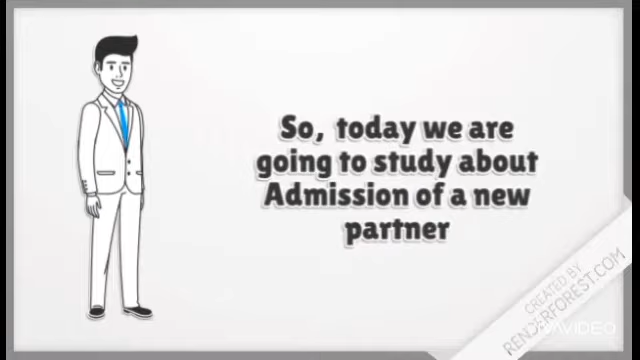 So, today we are
going to study about
Admission of a new
partner
CREATED BY
RENDERFOREST.COM